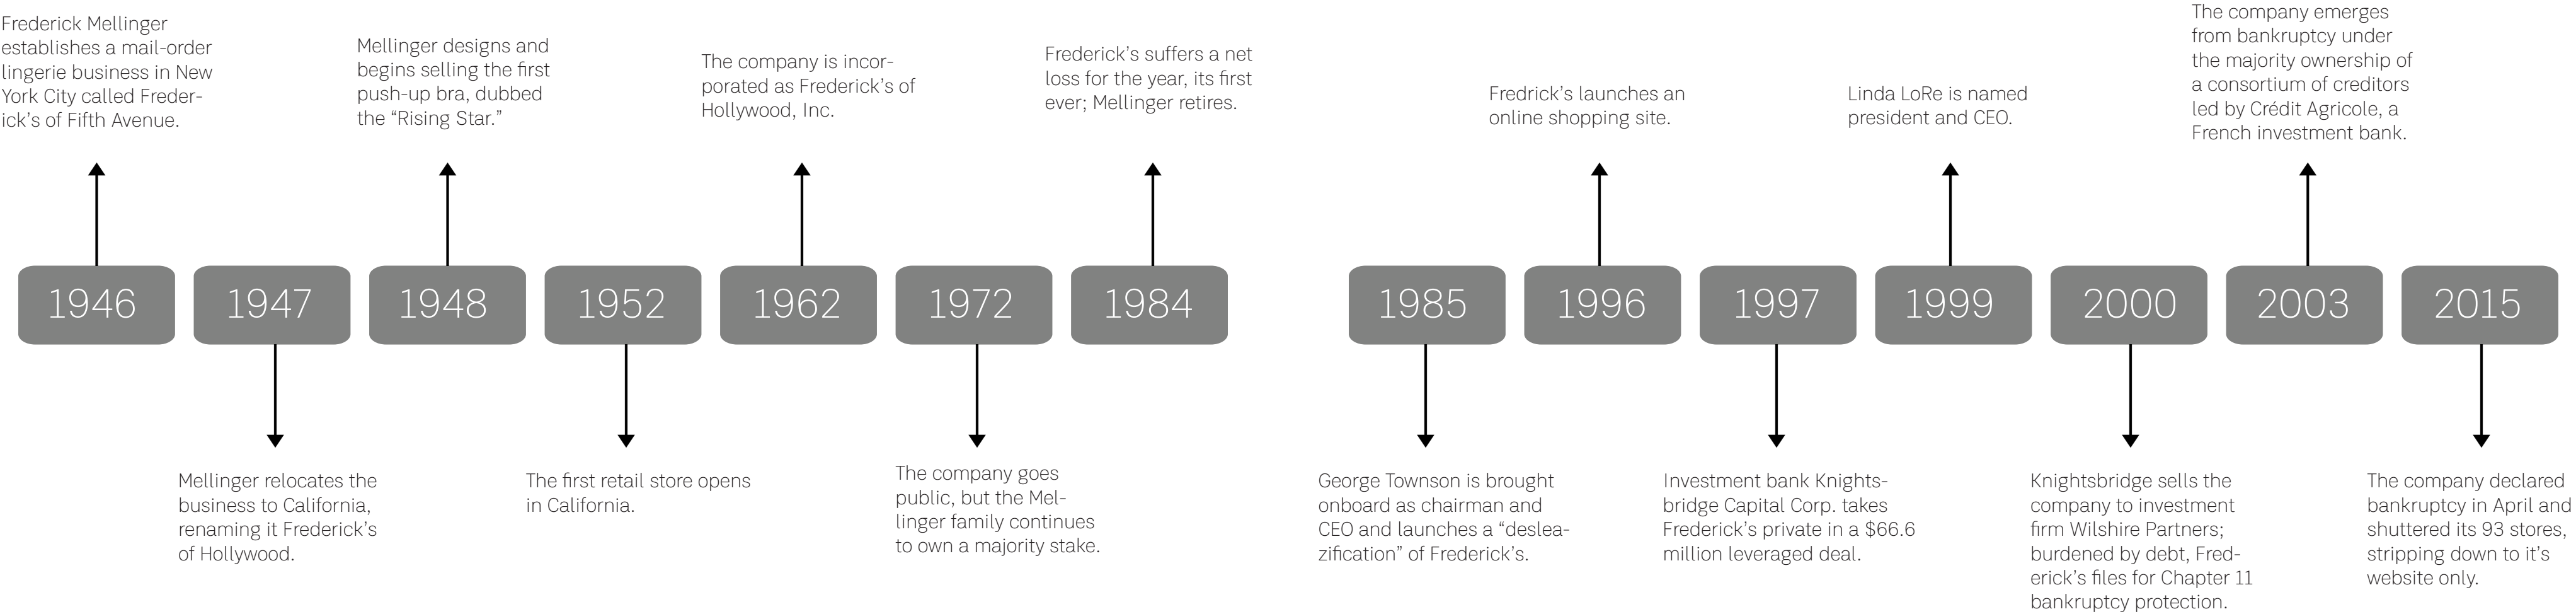 Frederick Mellinger
establishes a mail-order
lingerie business in New
York City called Freder-
ick's of Fifth Avenue.
Mellinger designs and
begins selling the first
push-up bra, dubbed
the “Rising Star.”
The company is incor-
porated as Frederick's of
Hollywood, Inc.
Frederick's suffers a net
loss for the year, its first
ever; Mellinger retires.
Fredrick's launches an
online shopping site.
Linda LoRe is named
president and CEO.
The company emerges
from bankruptcy under
the majority ownership of
a consortium of creditors
led by Crédit Agricole, a
French investment bank.
1946
1947
1948
1952
1962
1972
1984
1985
1996
1997
1999
2000
2003
2015
Mellinger relocates the
business to California,
renaming it Frederick's
of Hollywood.
The first retail store opens
in California.
The company goes
public, but the Mel-
linger family continues
to own a majority stake.
George Townson is brought
onboard as chairman and
CEO and launches a “deslea-
zification” of Frederick's.
Investment bank Knights-
bridge Capital Corp. takes
Frederick's private in a $66.6
million leveraged deal.
Knightsbridge sells the
company to investment
firm Wilshire Partners;
burdened by debt, Fred-
erick's files for Chapter 11
bankruptcy protection.
The company declared
bankruptcy in April and
shuttered its 93 stores,
stripping down to it's
website only.